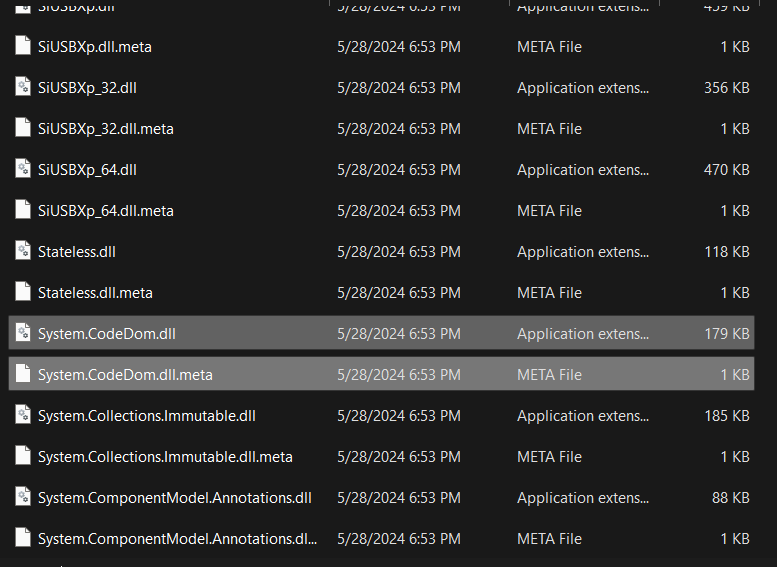 SiUSBXp.dll 5/28/2024 6:53 PM Application extens... 459 KB
SiUSBXp.dll.meta 5/28/2024 6:53 PM META File 1 KB
SiUSBXp_32.dll 5/28/2024 6:53 PM Application extens... 356 KB
SiUSBXp_32.dll.meta 5/28/2024 6:53 PM META File 1 KB
SiUSBXp_64.dll 5/28/2024 6:53 PM Application extens... 470 KB
SiUSBXp_64.dll.meta 5/28/2024 6:53 PM META File 1 KB
Stateless.dll 5/28/2024 6:53 PM Application extens... 118 KB
Stateless.dll.meta 5/28/2024 6:53 PM META File 1 KB
System.CodeDom.dll 5/28/2024 6:53 PM Application extens... 179 KB
System.CodeDom.dll.meta 5/28/2024 6:53 PM META File 1 KB
System.Collections.Immutable.dll 5/28/2024 6:53 PM Application extens... 185 KB
System.Collections.Immutable.dll.meta 5/28/2024 6:53 PM META File 1 KB
System.ComponentModel.Annotations.dll 5/28/2024 6:53 PM Application extens... 88 KB
System.ComponentModel.Annotations.dl... 5/28/2024 6:53 PM META File 1 KB